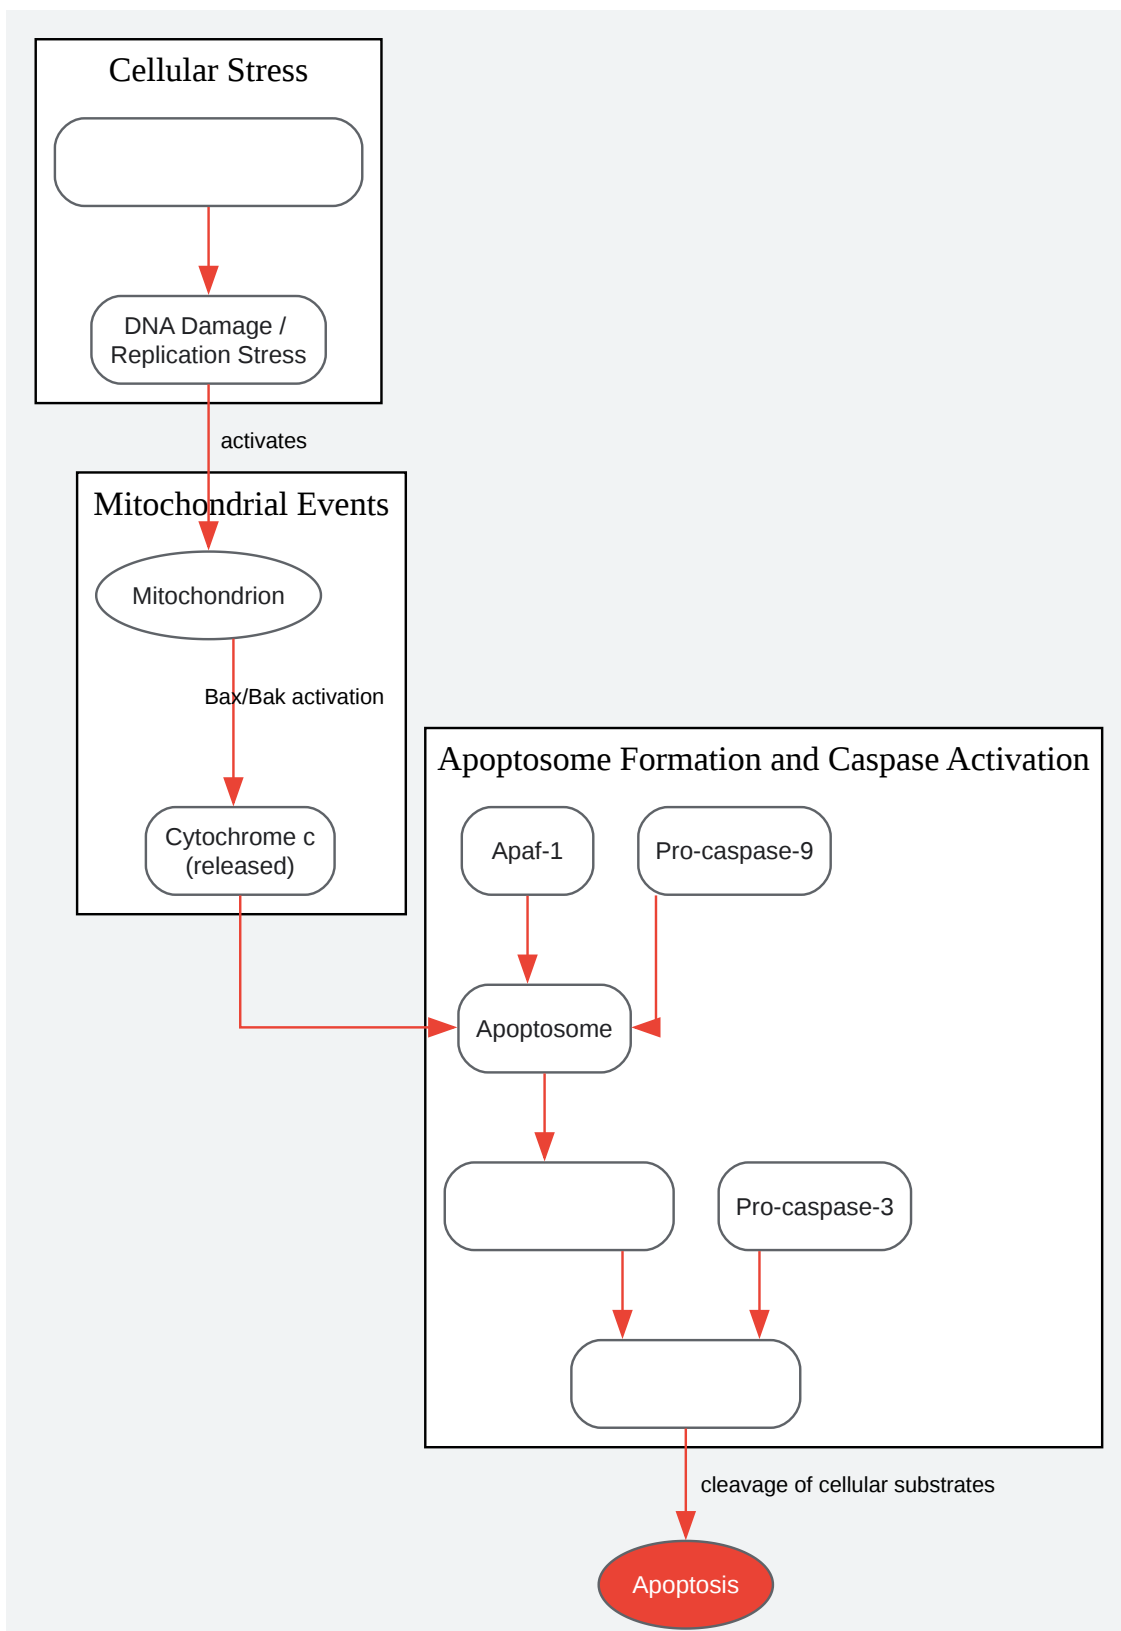 Cellular Stress
DNA Damage /
Replication Stress
activates
Mitochondrial Events
Mitochondrion
Bax/Bak activation
Cytochrome c
(released)
Apoptosome Formation and Caspase Activation
Apaf-1
Pro-caspase-9
Apoptosome
Pro-caspase-3
cleavage of cellular substrates
Apoptosis